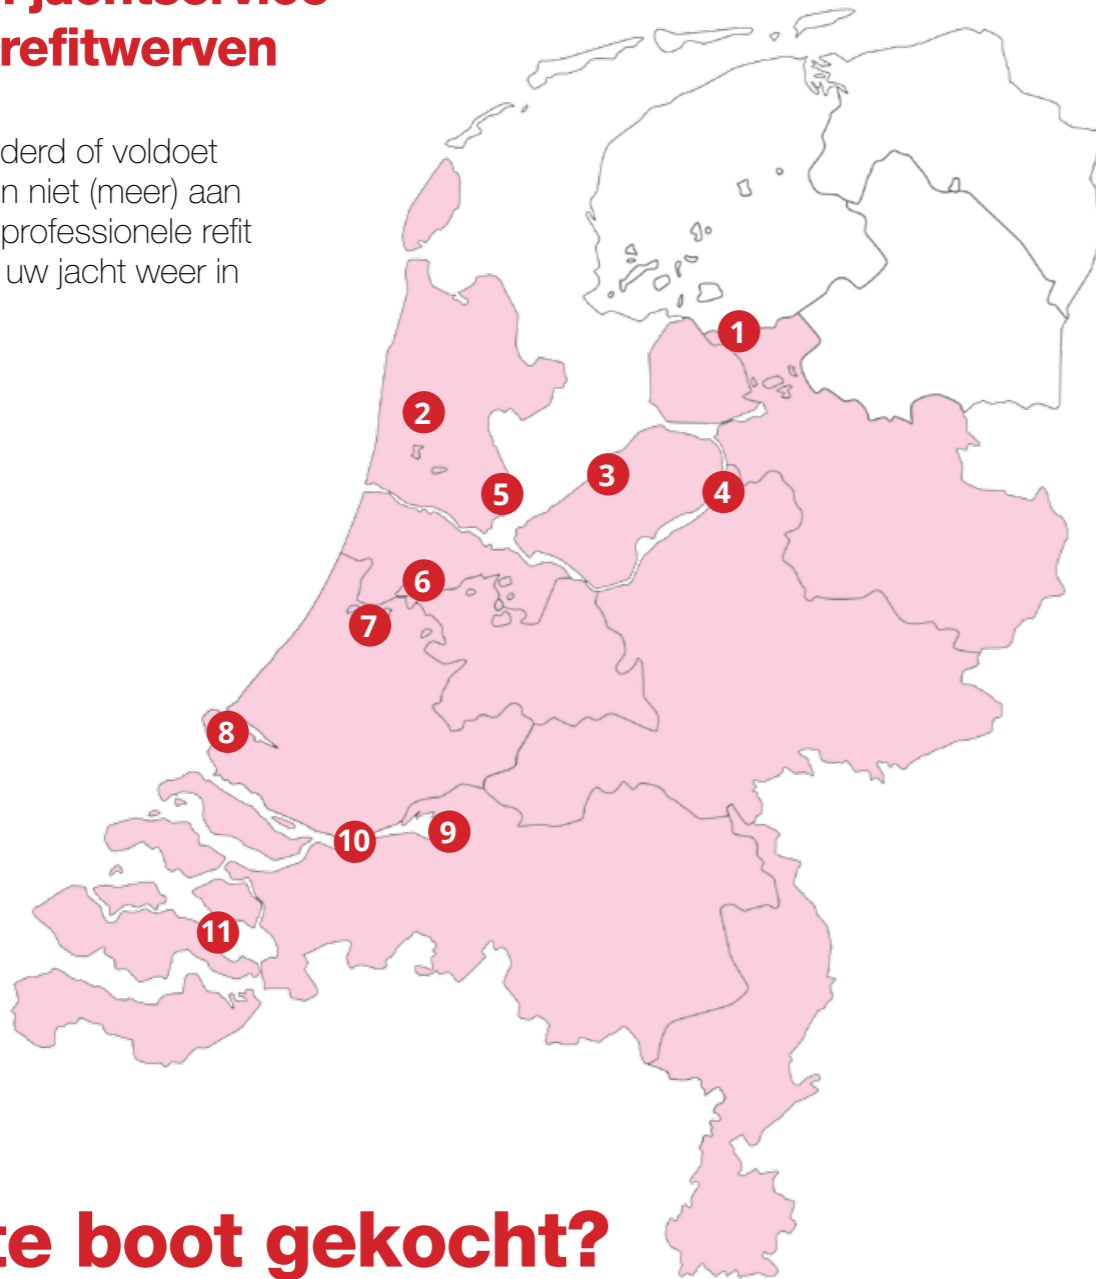 jachtservice
refitwerven
derd of voldoet
n niet (meer) aan
professionele refit
uw jacht weer in
1
2
3
4
5
6
7
8
9
10
11
te boot gekocht?